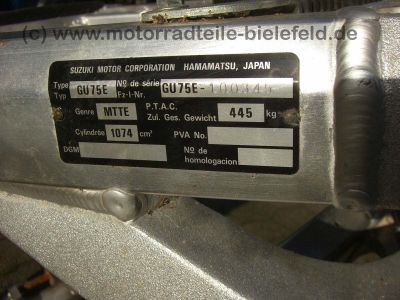 (c) www.motorradteile-bielefeld.de
SUZUKI MOTOR CORPORATION HAMAMATSU, JAPAN
Type Typ GU75E Nº de série Fz-I-Nr. GU75E-100345
Genre MTTE P.T.A.C. Zul. Ges. Gewicht 445 kg
Cylindrée 1074 cm³ PVA No.
DGM Nº de homologacion